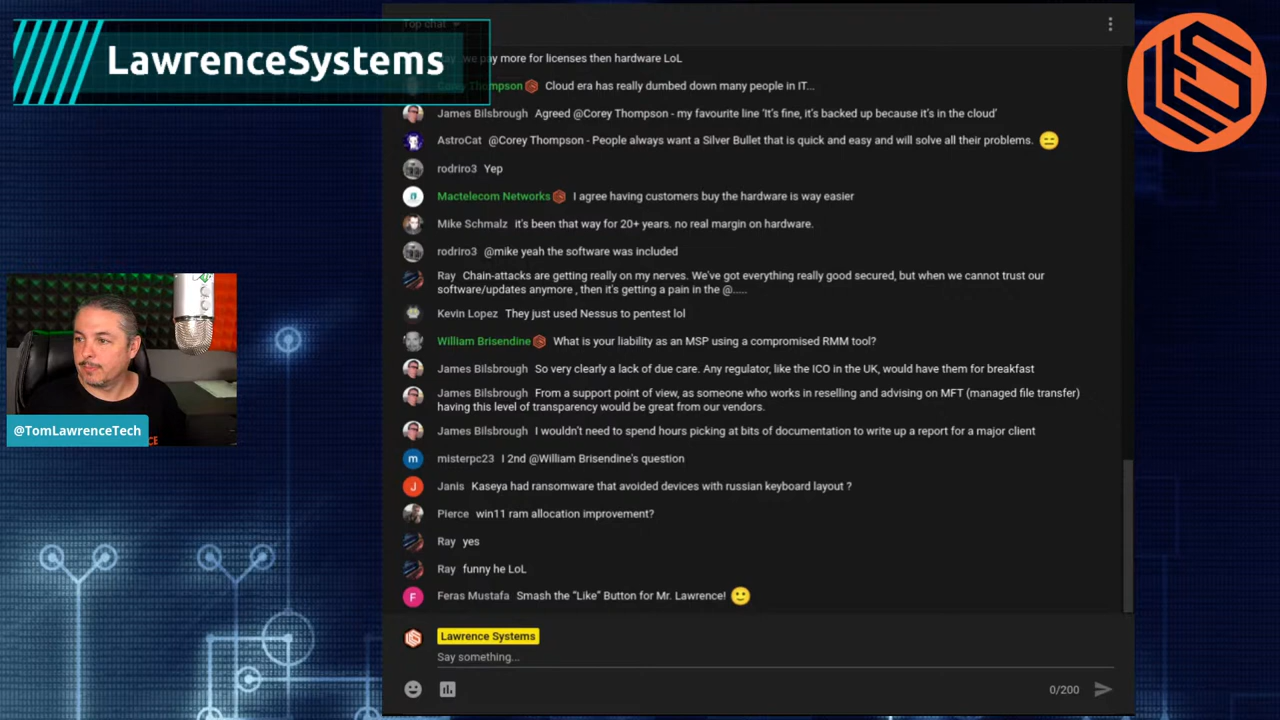 LawrenceSystems
Top chat
we pay more for licenses then hardware LoL
Corey Thompson Cloud era has really dumbed down many people in IT...
James Bilsbrough Agreed @Corey Thompson - my favourite line 'It's fine, it's backed up because it's in the cloud'
AstroCat @Corey Thompson - People always want a Silver Bullet that is quick and easy and will solve all their problems.
rodriro3 Yep
Mactelecom Networks I agree having customers buy the hardware is way easier
Mike Schmalz it's been that way for 20+ years. no real margin on hardware.
rodriro3 @mike yeah the software was included
Ray Chain-attacks are getting really on my nerves. We've got everything really good secured, but when we cannot trust our
software/updates anymore , then it's getting a pain in the @.....
Kevin Lopez They just used Nessus to pentest lol
William Brisendine What is your liability as an MSP using a compromised RMM tool?
James Bilsbrough So very clearly a lack of due care. Any regulator, like the ICO in the UK, would have them for breakfast
James Bilsbrough From a support point of view, as someone who works in reselling and advising on MFT (managed file transfer)
having this level of transparency would be great from our vendors.
James Bilsbrough I wouldn't need to spend hours picking at bits of documentation to write up a report for a major client
misterpc23 I 2nd @William Brisendine's question
Janis Kaseya had ransomware that avoided devices with russian keyboard layout ?
Pierce win11 ram allocation improvement?
Ray yes
Ray funny he LoL
Feras Mustafa Smash the "Like" Button for Mr. Lawrence!
Lawrence Systems
Say something...
0/200
@TomLawrenceTech